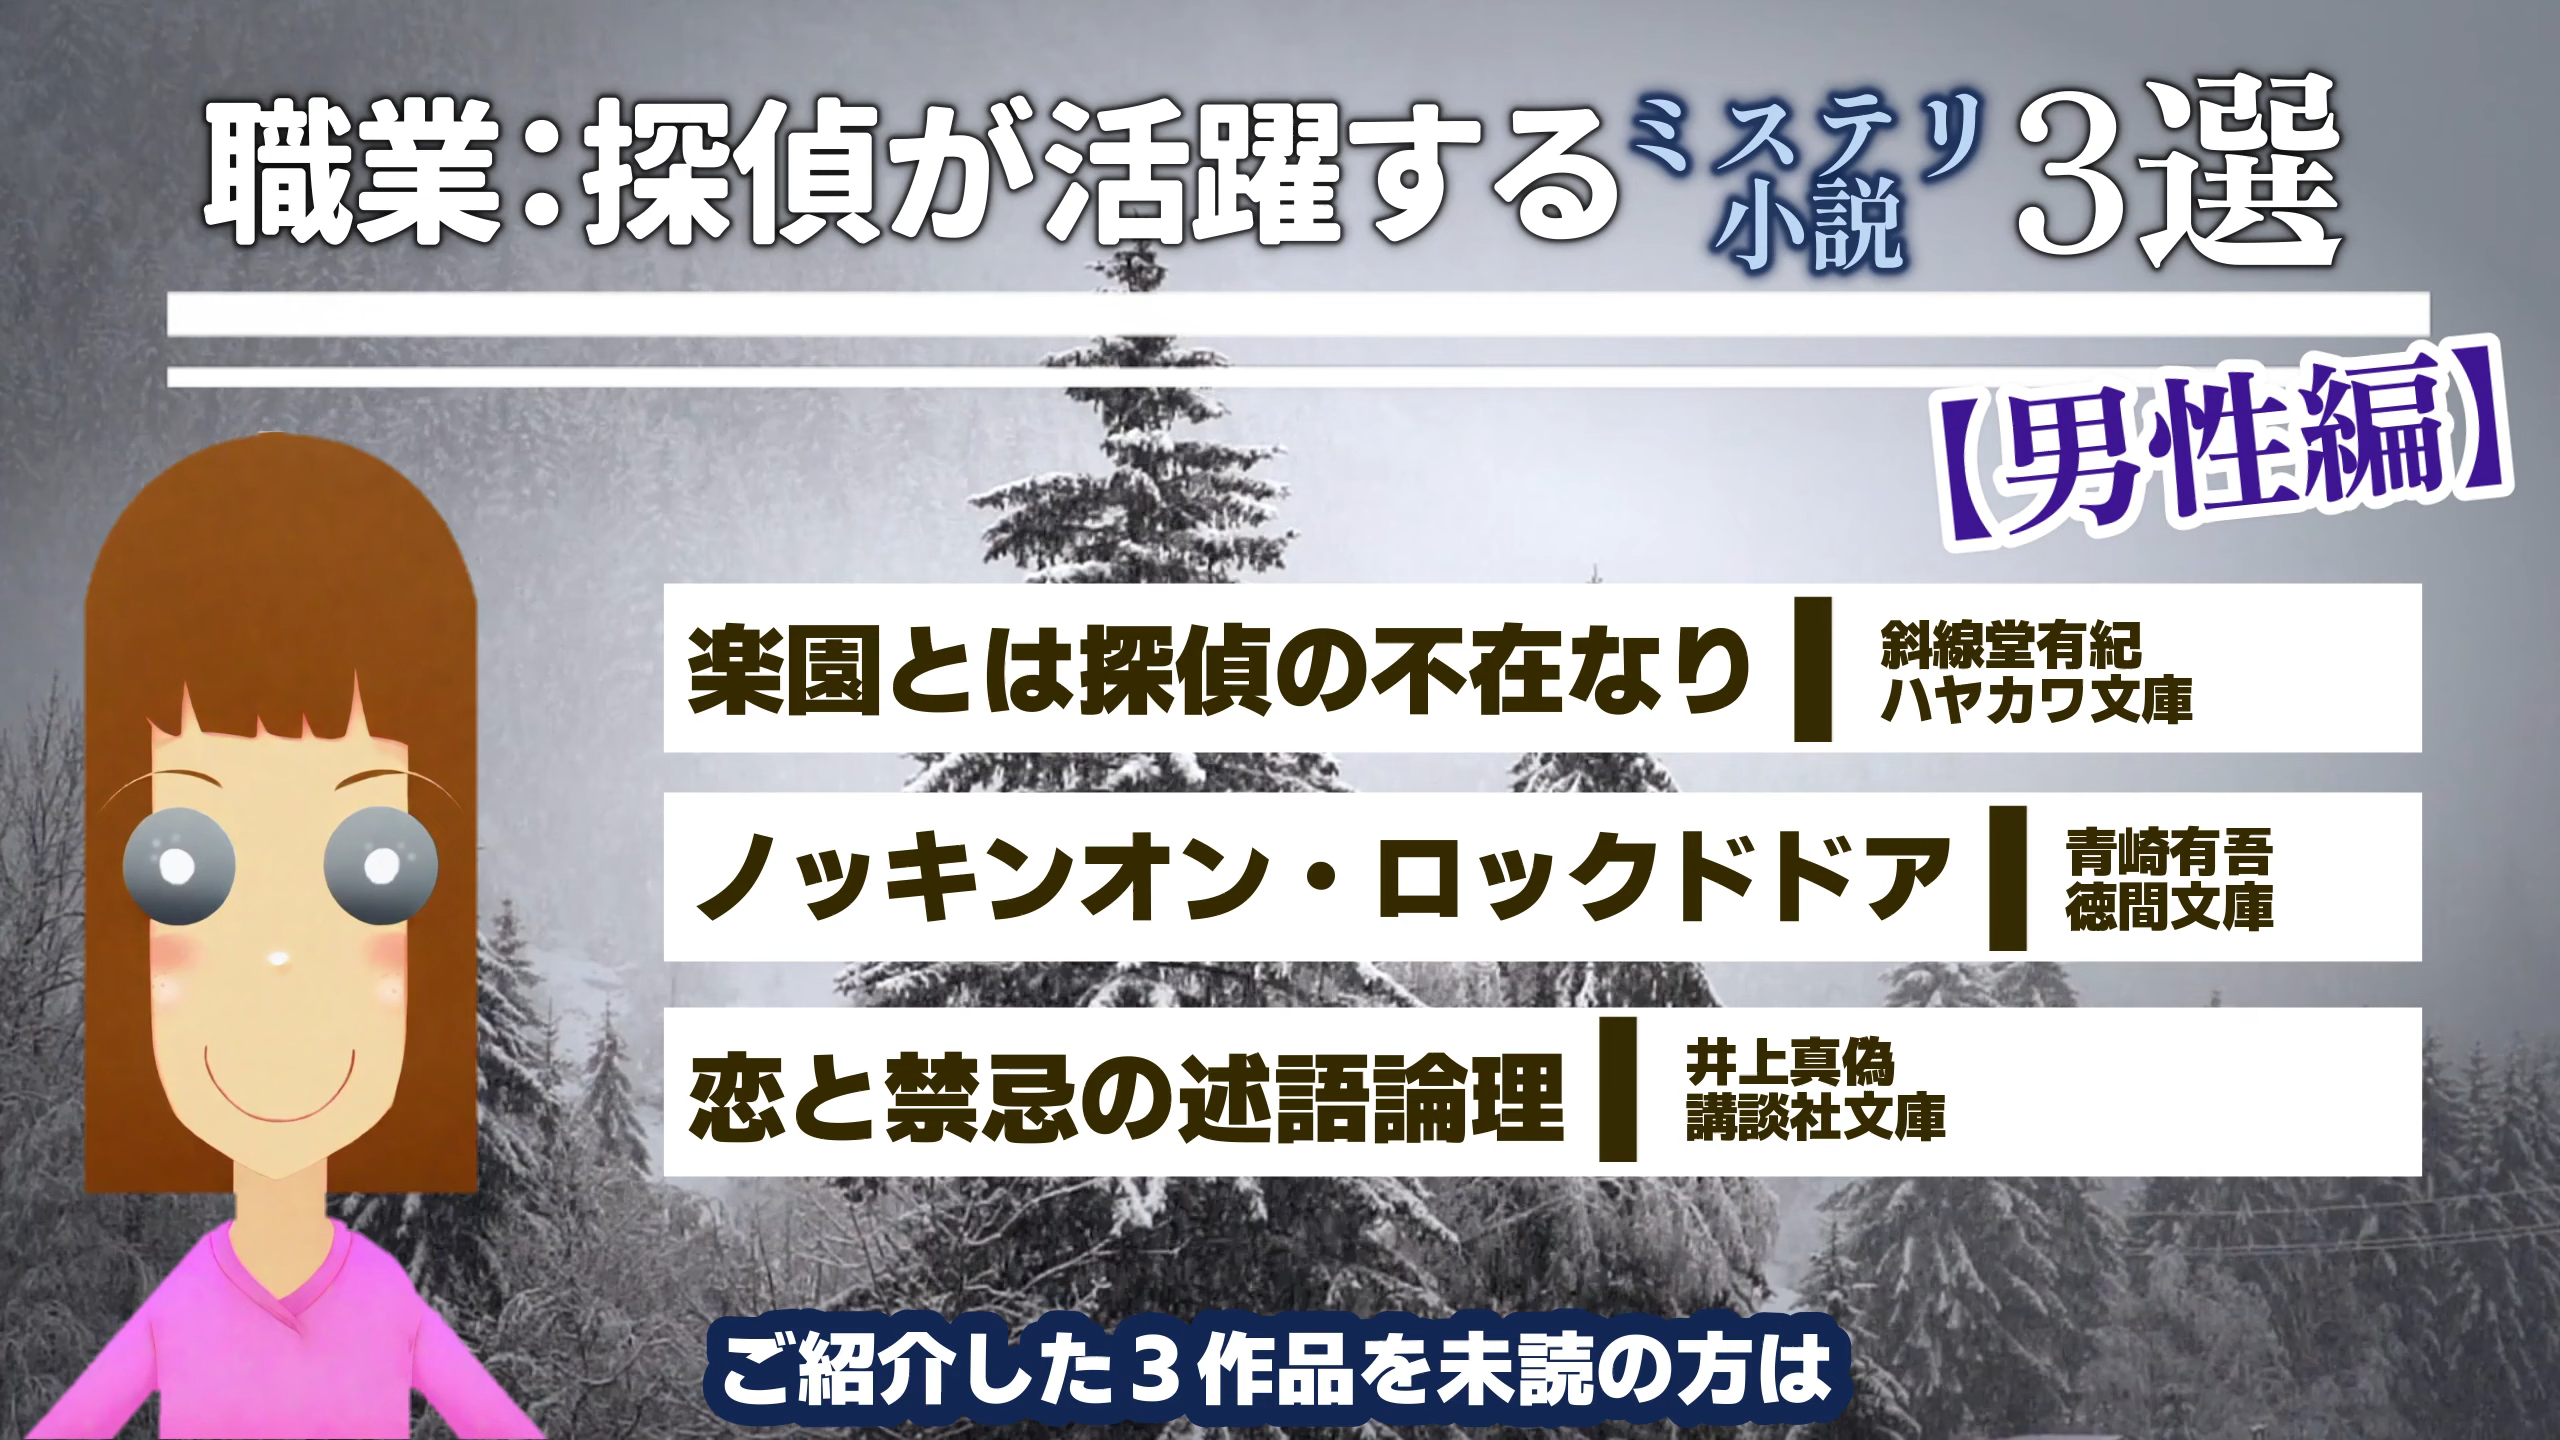 職業：探偵が活躍するミステリ小説3選
【男性編】
楽園とは探偵の不在なり
斜線堂有紀
ハヤカワ文庫
ノッキンオン・ロックドドア
青崎有吾
徳間文庫
恋と禁忌の述語論理
井上真偽
講談社文庫
ご紹介した３作品を未読の方は